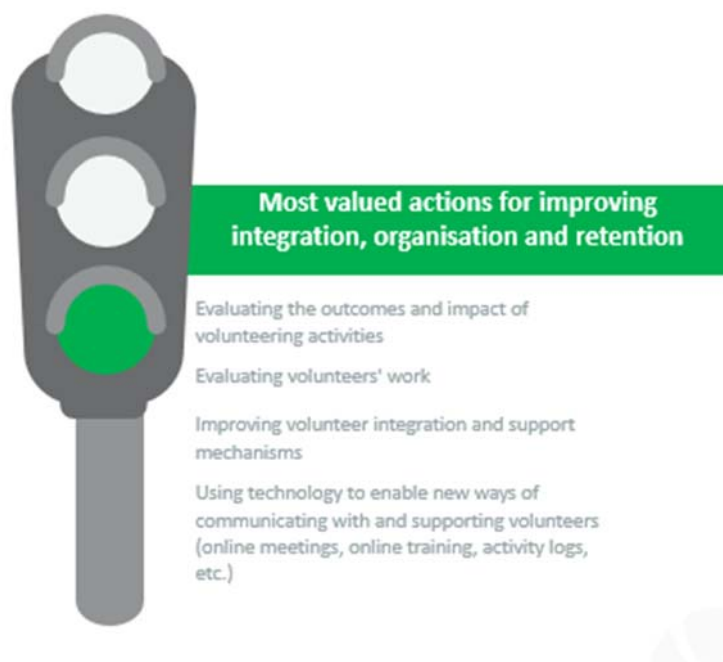 Most valued actions for improving
integration, organisation and retention
Evaluating the outcomes and impact of
volunteering activities
Evaluating volunteers' work
Improving volunteer integration and support
mechanisms
Using technology to enable new ways of
communicating with and supporting volunteers
(online meetings, online training, activity logs,
etc.)